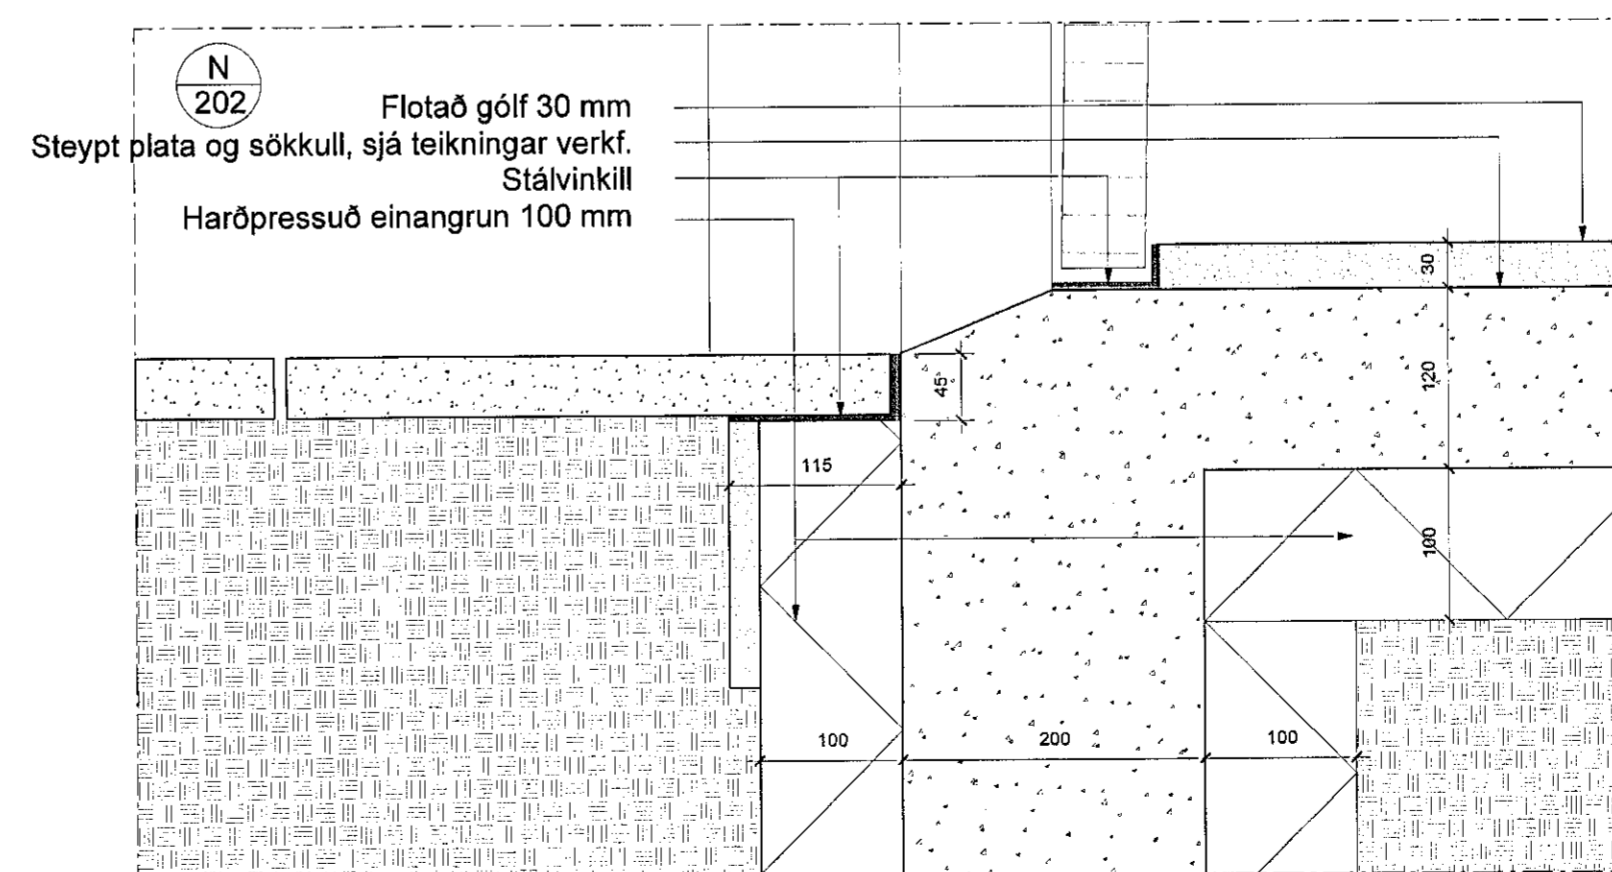 N
202
Flotað gólf 30 mm
Steypt plata og sökkull, sjá teikningar verkf.
Stálvinkill
Harðpressuð einangrun 100 mm
30
45
120
115
100
100
200
100